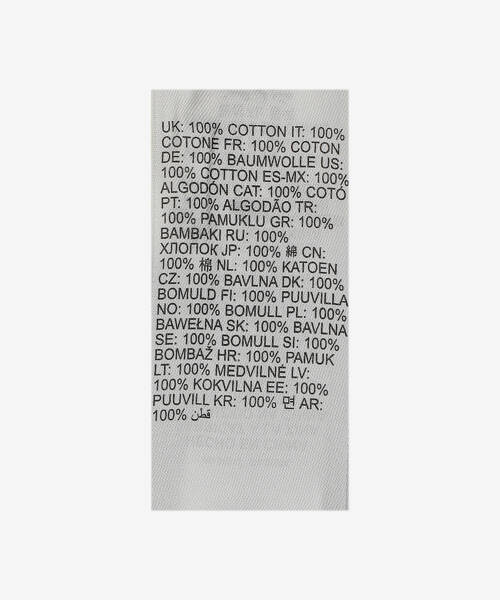 UK: 100% COTTON IT: 100%
COTONE FR: 100% COTON
DE: 100% BAUMWOLLE US:
100% COTTON ES-MX: 100%
ALGODÓN CAT: 100% COTÓ
PT: 100% ALGODÃO TR:
100% PAMUKLU GR: 100%
BAMBAKI RU: 100%
ХЛОПОК JP: 100% 綿 CN:
100% 棉 NL: 100% KATOEN
CZ: 100% BAVLNA DK: 100%
BOMULD FI: 100% PUUVILLA
NO: 100% BOMULL PL: 100%
BAWEŁNA SK: 100% BAVLNA
SE: 100% BOMULL SI: 100%
BOMBAŽ HR: 100% PAMUK
LT: 100% MEDVILNĖ LV:
100% KOKVILNA EE: 100%
PUUVILL KR: 100% 면 AR:
100% قطن